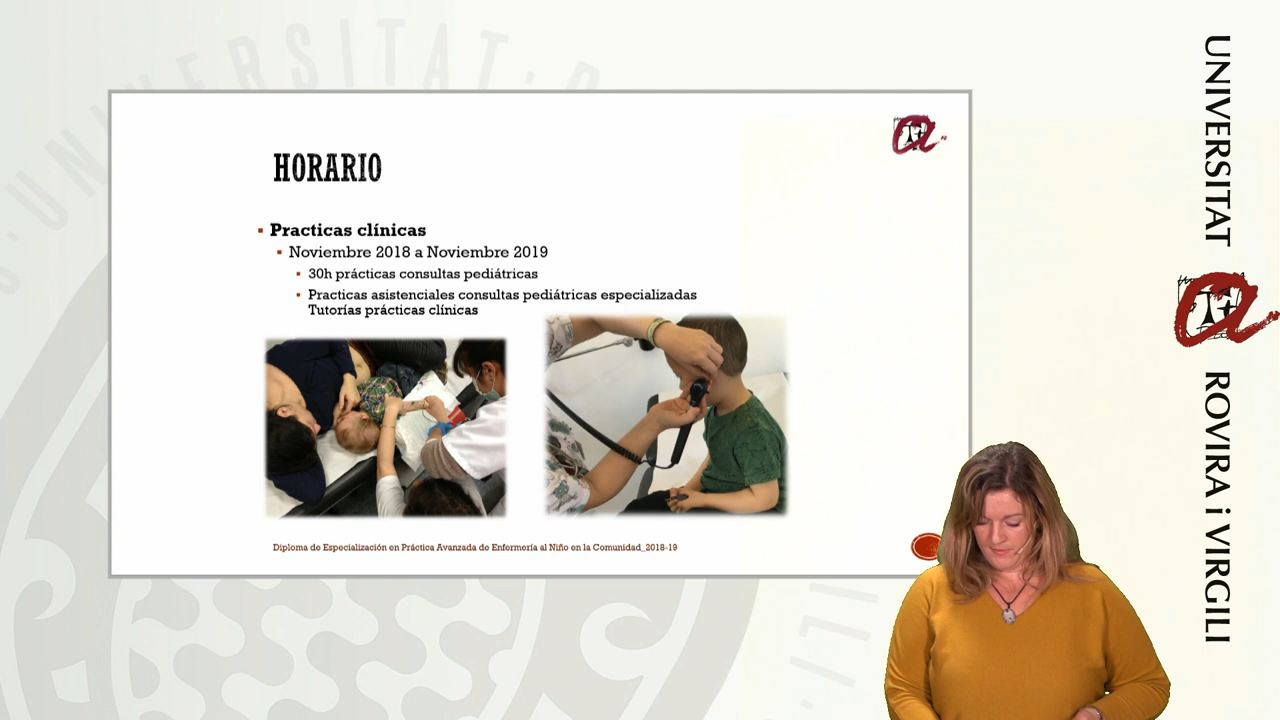 HORARIO
Practicas clínicas
Noviembre 2018 a Noviembre 2019
30h prácticas consultas pediátricas
Practicas asistenciales consultas pediátricas especializadas
Tutorías prácticas clínicas
Diploma de Especialización en Práctica Avanzada de Enfermería al Niño en la Comunidad_2018-19
UNIVERSITAT
ROVIRA i VIRGILI